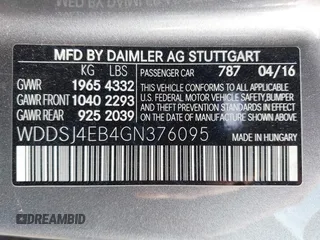 MFD BY DAIMLER AG STUTTGART
KG LBS PASSENGER CAR 787 04/16
GVWR 1965 4332
GAWR FRONT 1040 2293
GAWR REAR 925 2039
THIS VEHICLE CONFORMS TO ALL APPLICABLE
U.S. FEDERAL MOTOR VEHICLE SAFETY, BUMPER
AND THEFT PREVENTION STANDARDS IN EFFECT
ON THE DATE OF MANUFACTURE SHOWN ABOVE.
WDDSJ4EB4GN376095
MADE IN HUNGARY
DREAMBID